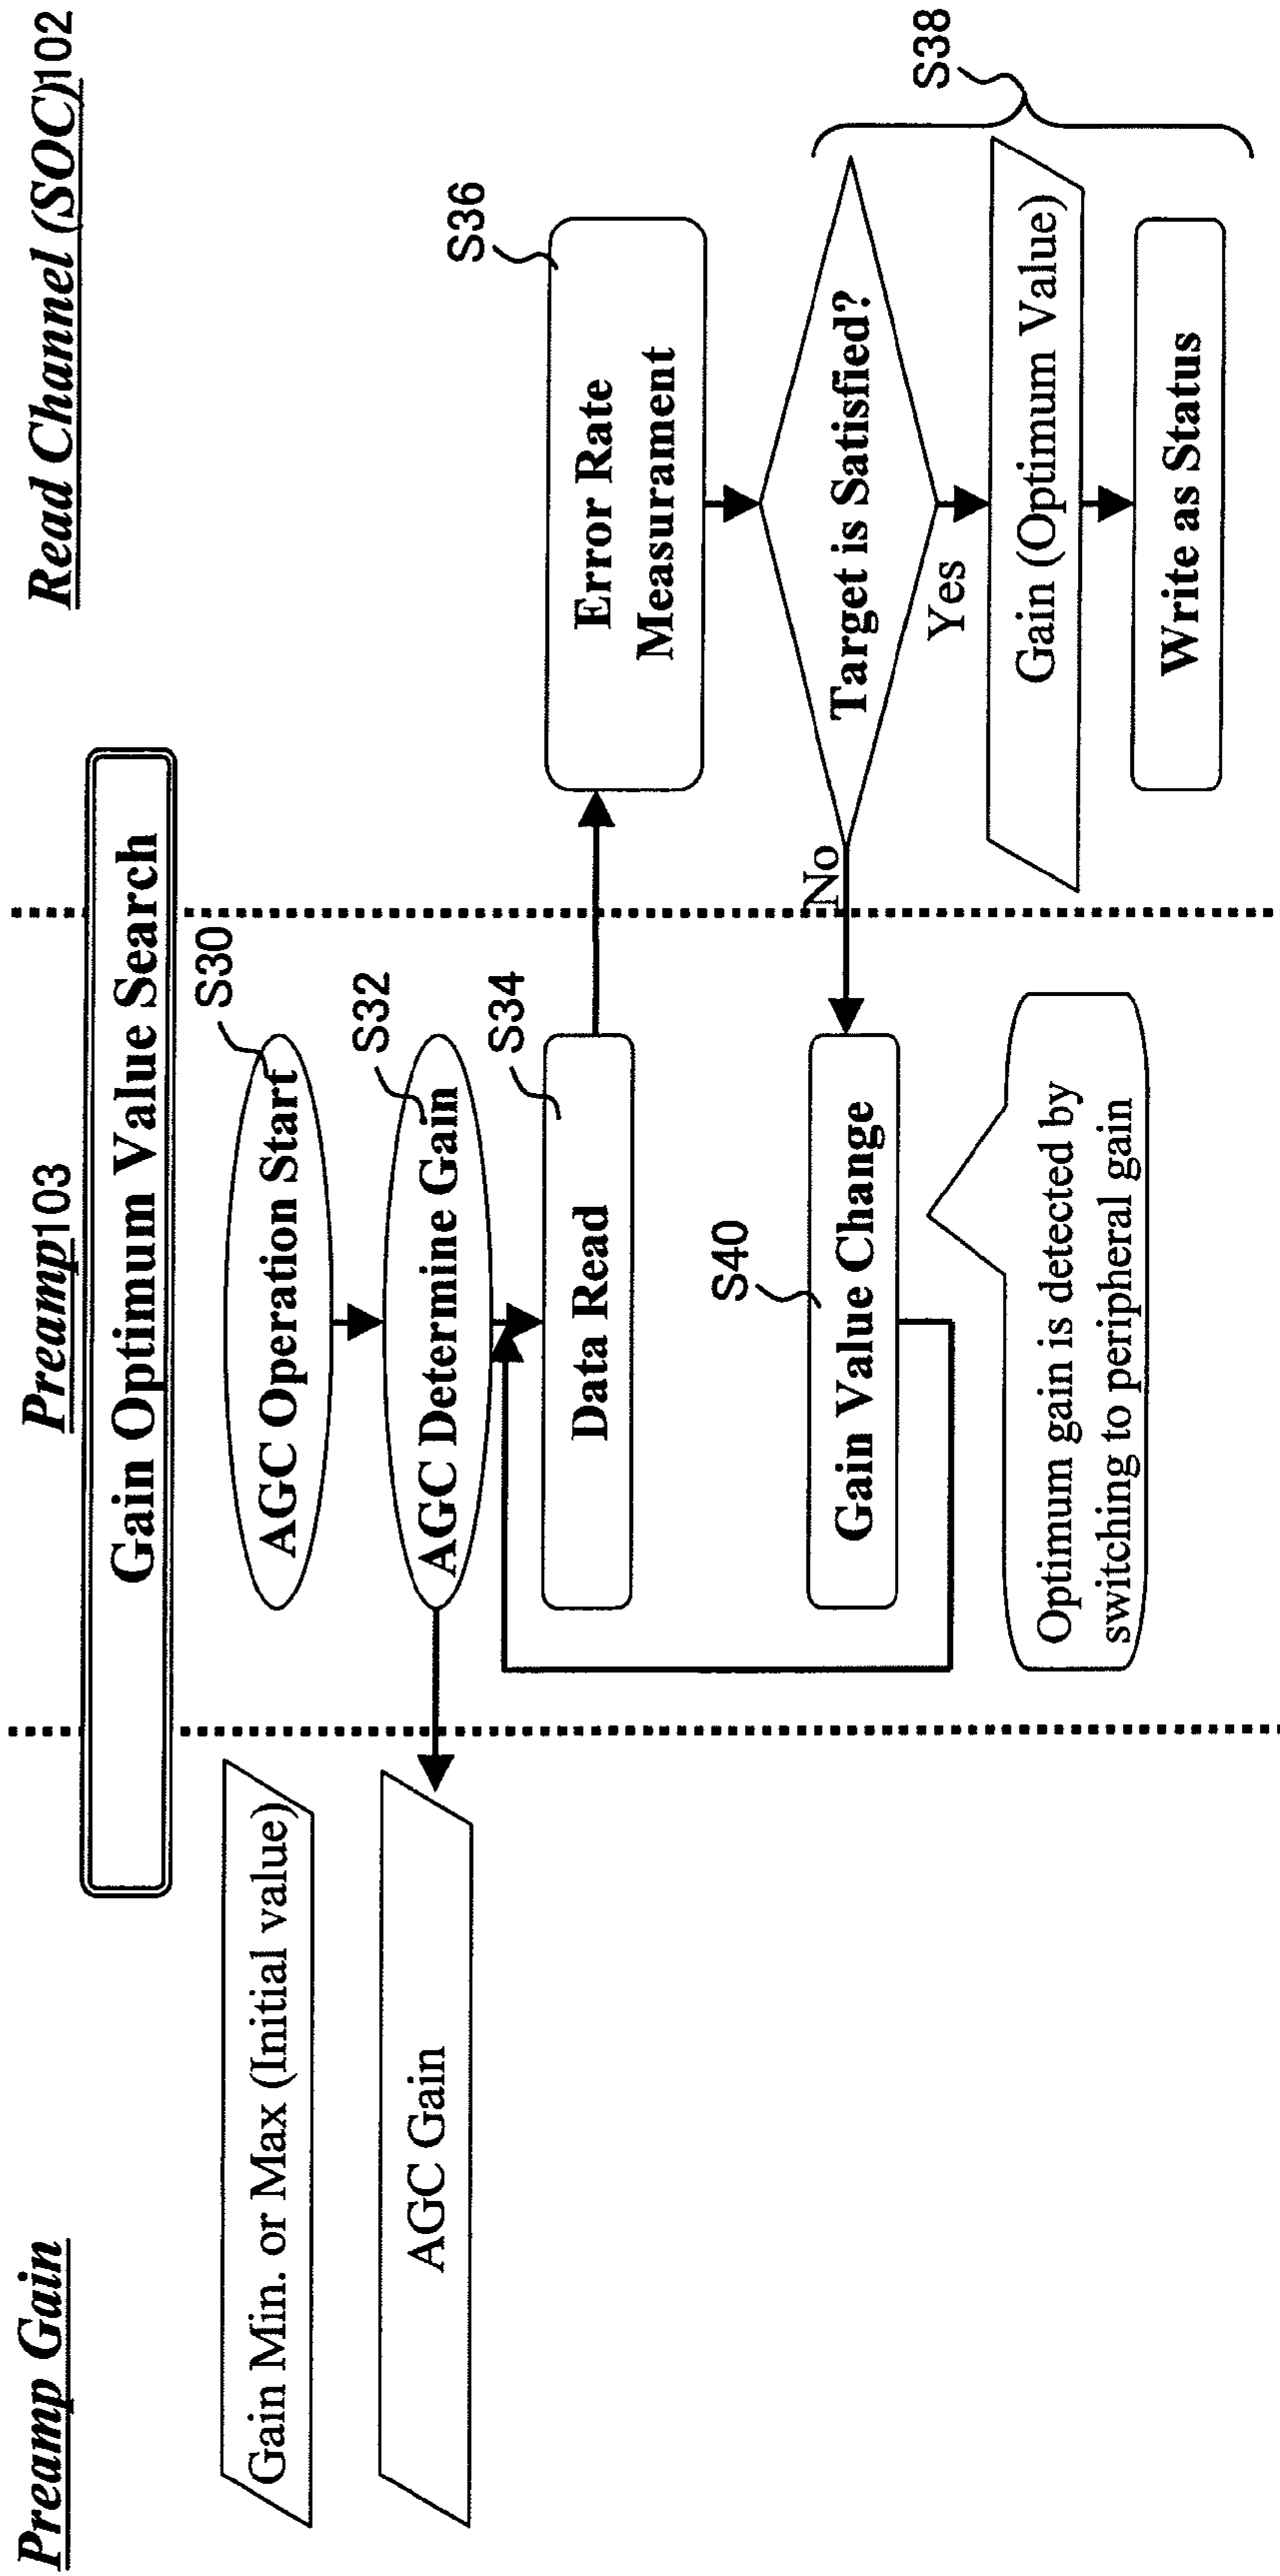 Preamp Gain
Preamp103
Read Channel (SOC)102
Gain Optimum Value Search
Gain Min. or Max (Initial value)
AGC Operation Start
S30
AGC Gain
AGC Determine Gain
S32
Data Read
S34
Error Rate
Measurament
S36
Target is Satisfied?
No
Yes
S38
Gain Value Change
S40
Gain (Optimum Value)
Write as Status
Optimum gain is detected by
switching to peripheral gain